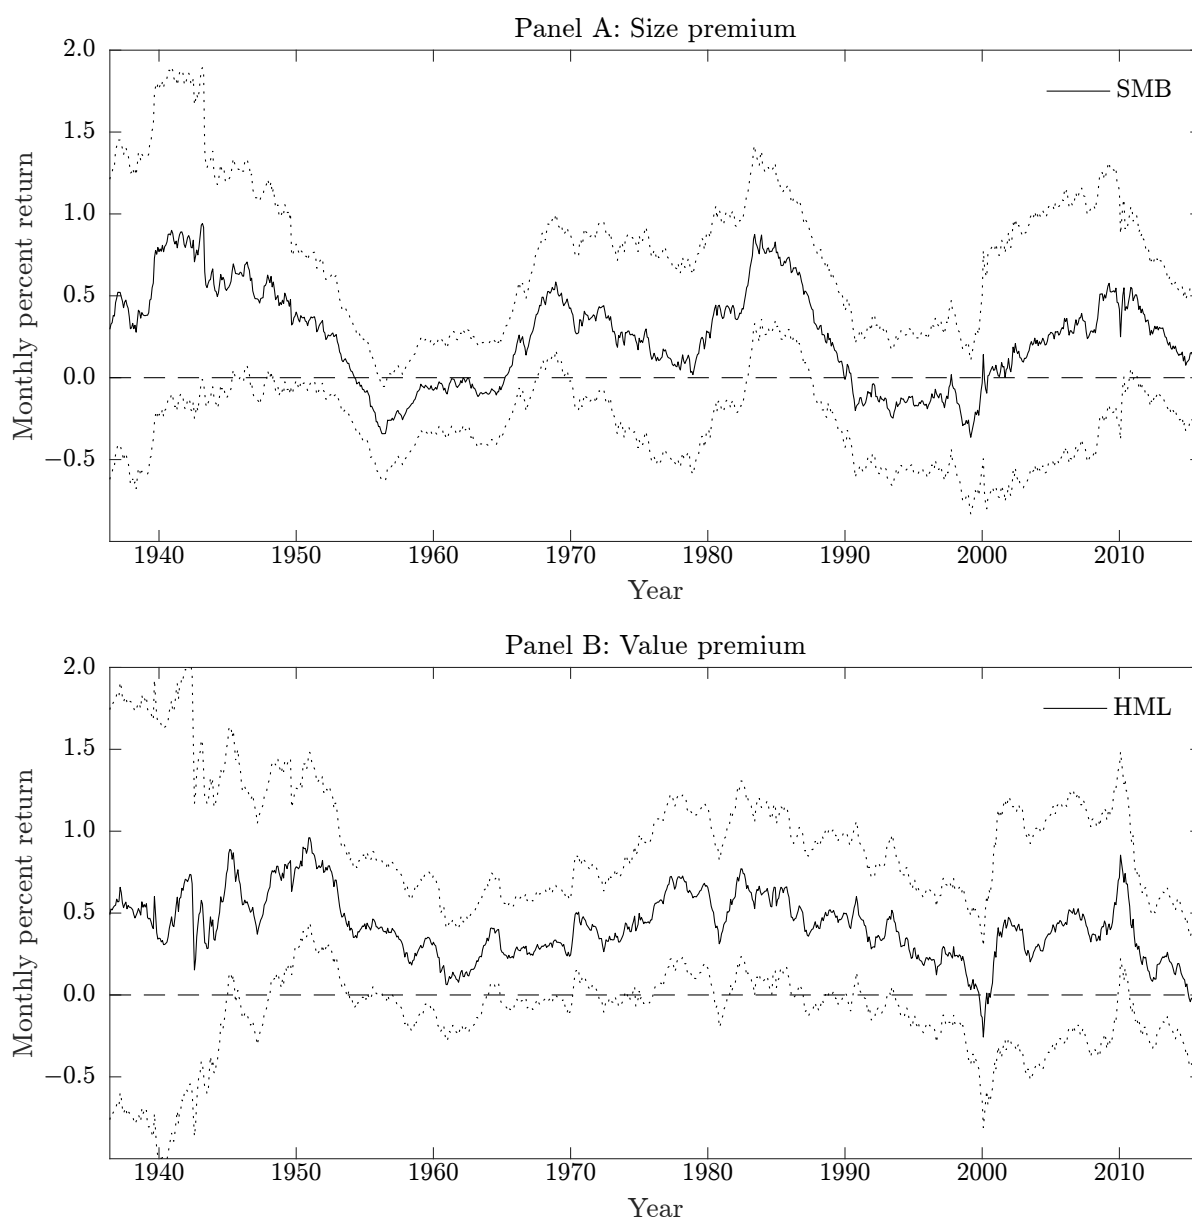 Panel A: Size premium
2.0
SMB
1.5
1.0
0.5
0.0
−0.5
Monthly percent return
1940 1950 1960 1970 1980 1990 2000 2010
Year
Panel B: Value premium
2.0
HML
1.5
1.0
0.5
0.0
−0.5
Monthly percent return
1940 1950 1960 1970 1980 1990 2000 2010
Year